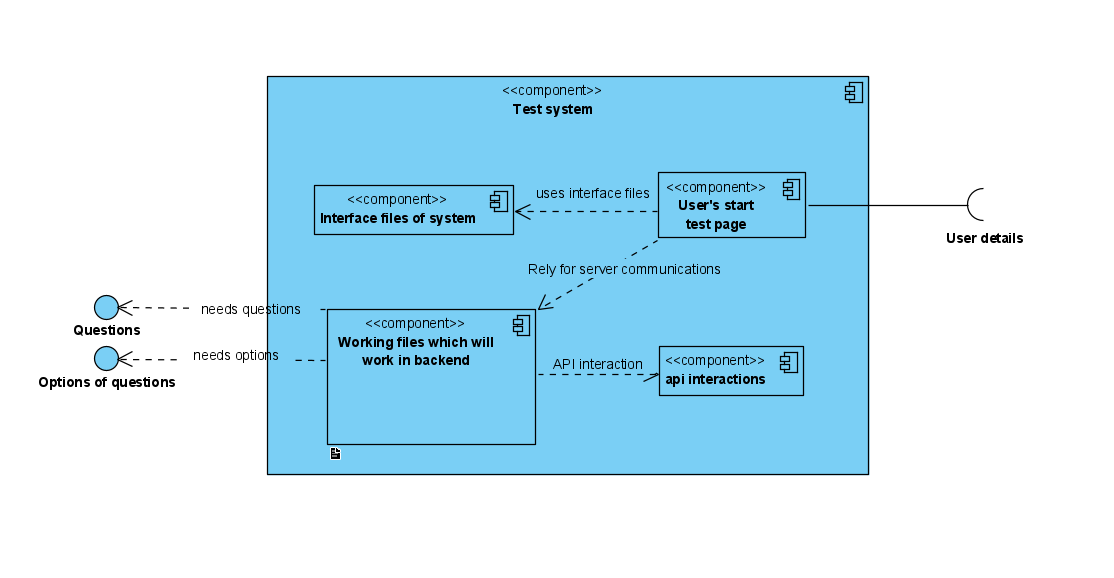 <<component>>
Test system
<<component>>
Interface files of system
uses interface files
<<component>>
User's start
test page
User details
Rely for server communications
needs questions
Questions
needs options
Options of questions
<<component>>
Working files which will
work in backend
API interaction
<<component>>
api interactions